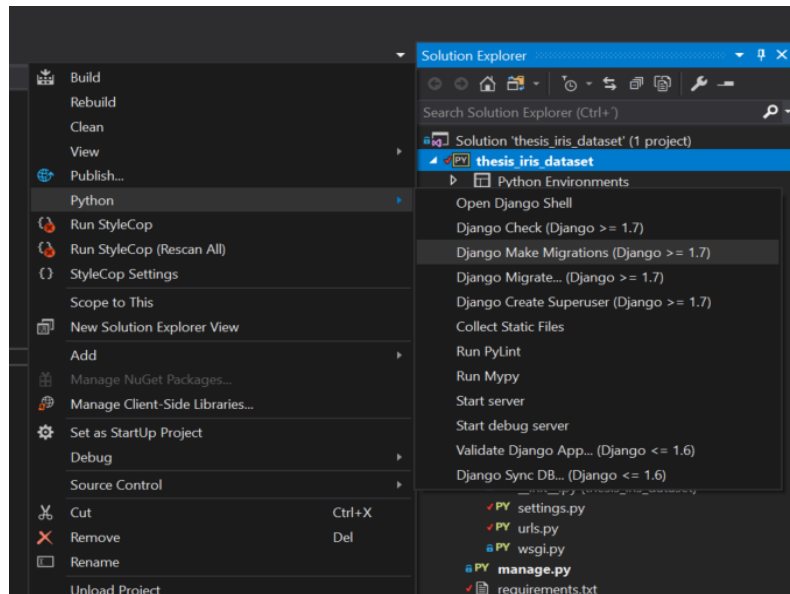 Build
Rebuild
Clean
View
Publish...
Python
Run StyleCop
Run StyleCop (Rescan All)
StyleCop Settings
Scope to This
New Solution Explorer View
Add
Manage NuGet Packages...
Manage Client-Side Libraries...
Set as StartUp Project
Debug
Source Control
Cut Ctrl+X
Remove Del
Rename
Unload Project
Solution Explorer
Search Solution Explorer (Ctrl+´)
Solution 'thesis_iris_dataset' (1 project)
PY thesis_iris_dataset
Python Environments
Open Django Shell
Django Check (Django >= 1.7)
Django Make Migrations (Django >= 1.7)
Django Migrate... (Django >= 1.7)
Django Create Superuser (Django >= 1.7)
Collect Static Files
Run PyLint
Run Mypy
Start server
Start debug server
Validate Django App... (Django <= 1.6)
Django Sync DB... (Django <= 1.6)
PY settings.py
PY urls.py
PY wsgi.py
PY manage.py
requirements.txt